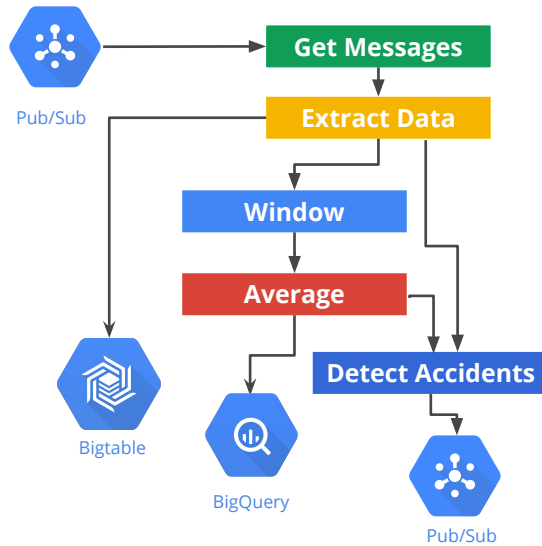 Get Messages
Pub/Sub
Extract Data
Window
Average
Detect Accidents
Bigtable
BigQuery
Pub/Sub